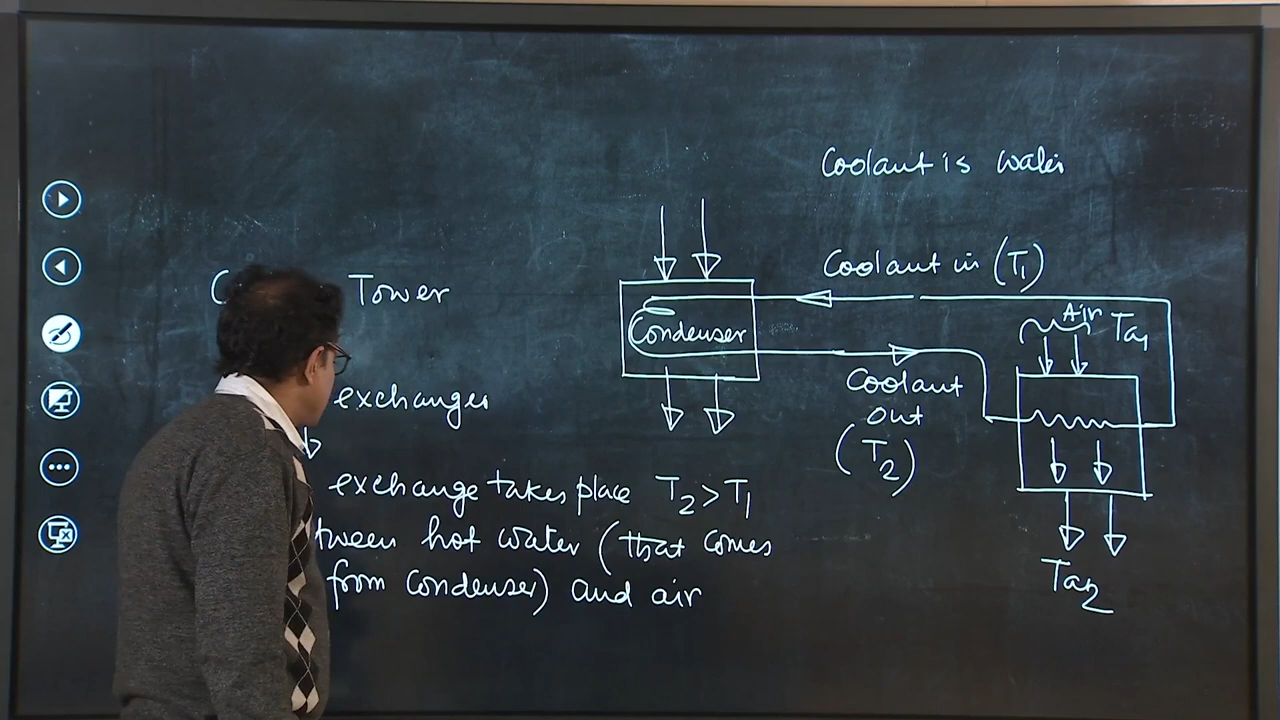 Coolant is water
Tower
exchanger
exchange takes place T₂ > T₁
tween hot water (that comes
from condenser) and air
Coolant in (T₁)
Condenser
Coolant
out
(T₂)
Air Ta₁
Ta₂